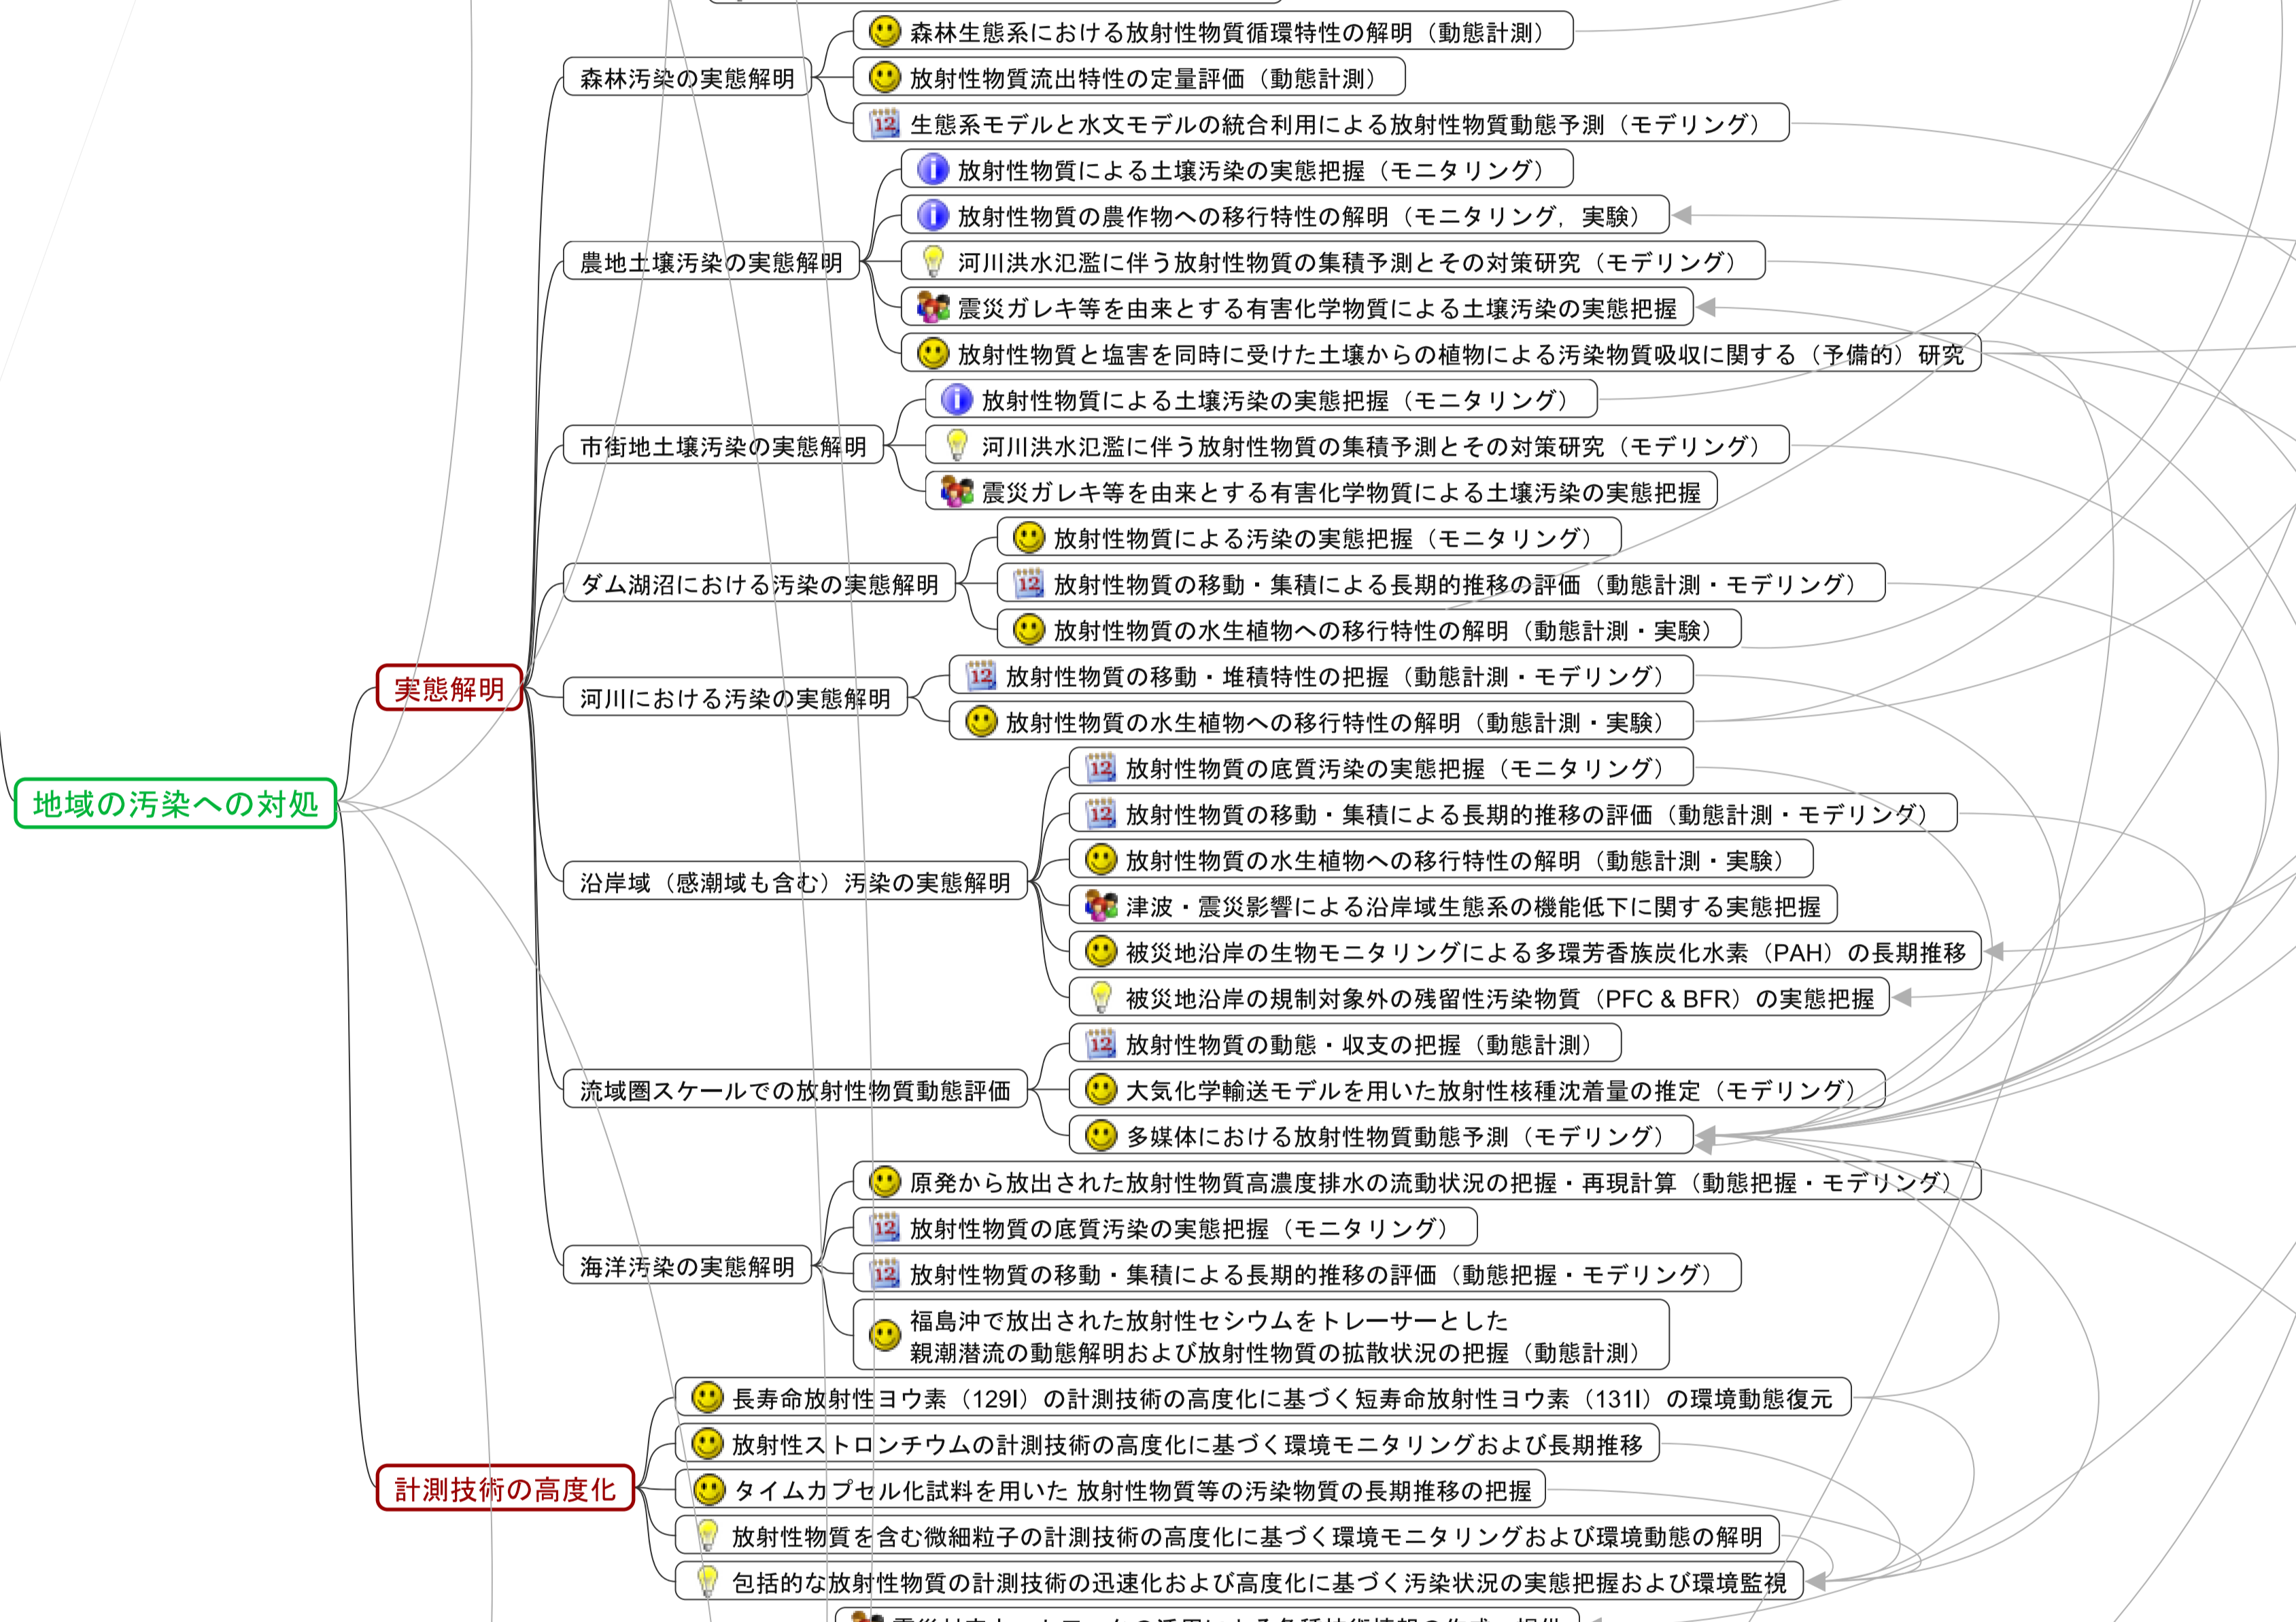 森林生態系における放射性物質循環特性の解明（動態計測）
森林汚染の実態解明
放射性物質流出特性の定量評価（動態計測）
12 生態系モデルと水文モデルの統合利用による放射性物質動態予測（モデリング）
i 放射性物質による土壌汚染の実態把握（モニタリング）
i 放射性物質の農作物への移行特性の解明（モニタリング，実験）
農地土壌汚染の実態解明
河川洪水氾濫に伴う放射性物質の集積予測とその対策研究（モデリング）
震災ガレキ等を由来とする有害化学物質による土壌汚染の実態把握
放射性物質と塩害を同時に受けた土壌からの植物による汚染物質吸収に関する（予備的）研究
i 放射性物質による土壌汚染の実態把握（モニタリング）
市街地土壌汚染の実態解明
河川洪水氾濫に伴う放射性物質の集積予測とその対策研究（モデリング）
震災ガレキ等を由来とする有害化学物質による土壌汚染の実態把握
放射性物質による汚染の実態把握（モニタリング）
ダム湖沼における汚染の実態解明
12 放射性物質の移動・集積による長期的推移の評価（動態計測・モデリング）
放射性物質の水生植物への移行特性の解明（動態計測・実験）
実態解明
12 放射性物質の移動・堆積特性の把握（動態計測・モデリング）
河川における汚染の実態解明
放射性物質の水生植物への移行特性の解明（動態計測・実験）
12 放射性物質の底質汚染の実態把握（モニタリング）
地域の汚染への対処
12 放射性物質の移動・集積による長期的推移の評価（動態計測・モデリング）
放射性物質の水生植物への移行特性の解明（動態計測・実験）
沿岸域（感潮域も含む）汚染の実態解明
津波・震災影響による沿岸域生態系の機能低下に関する実態把握
被災地沿岸の生物モニタリングによる多環芳香族炭化水素（PAH）の長期推移
被災地沿岸の規制対象外の残留性汚染物質（PFC & BFR）の実態把握
12 放射性物質の動態・収支の把握（動態計測）
流域圏スケールでの放射性物質動態評価
大気化学輸送モデルを用いた放射性核種沈着量の推定（モデリング）
多媒体における放射性物質動態予測（モデリング）
原発から放出された放射性物質高濃度排水の流動状況の把握・再現計算（動態把握・モデリング）
12 放射性物質の底質汚染の実態把握（モニタリング）
海洋汚染の実態解明
12 放射性物質の移動・集積による長期的推移の評価（動態把握・モデリング）
福島沖で放出された放射性セシウムをトレーサーとした
親潮潜流の動態解明および放射性物質の拡散状況の把握（動態計測）
長寿命放射性ヨウ素（129I）の計測技術の高度化に基づく短寿命放射性ヨウ素（131I）の環境動態復元
放射性ストロンチウムの計測技術の高度化に基づく環境モニタリングおよび長期推移
計測技術の高度化
タイムカプセル化試料を用いた 放射性物質等の汚染物質の長期推移の把握
放射性物質を含む微細粒子の計測技術の高度化に基づく環境モニタリングおよび環境動態の解明
包括的な放射性物質の計測技術の迅速化および高度化に基づく汚染状況の実態把握および環境監視